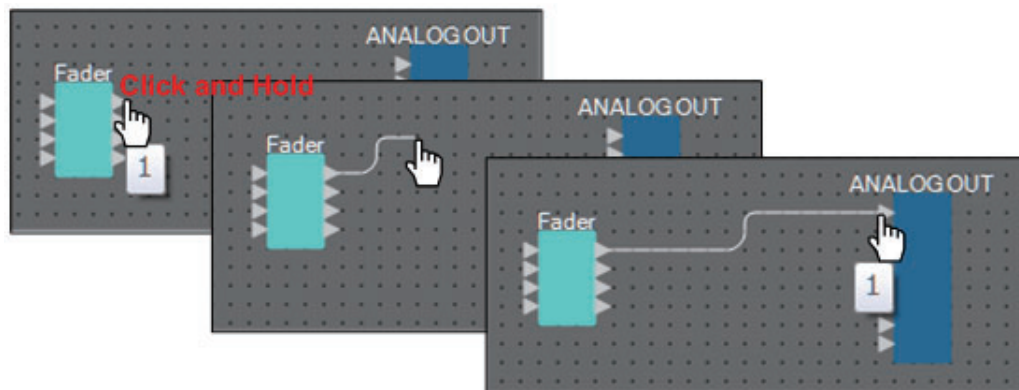 ANALOG OUT
Fader
Click and Hold
1
ANALOG OUT
Fader
ANALOG OUT
Fader
1